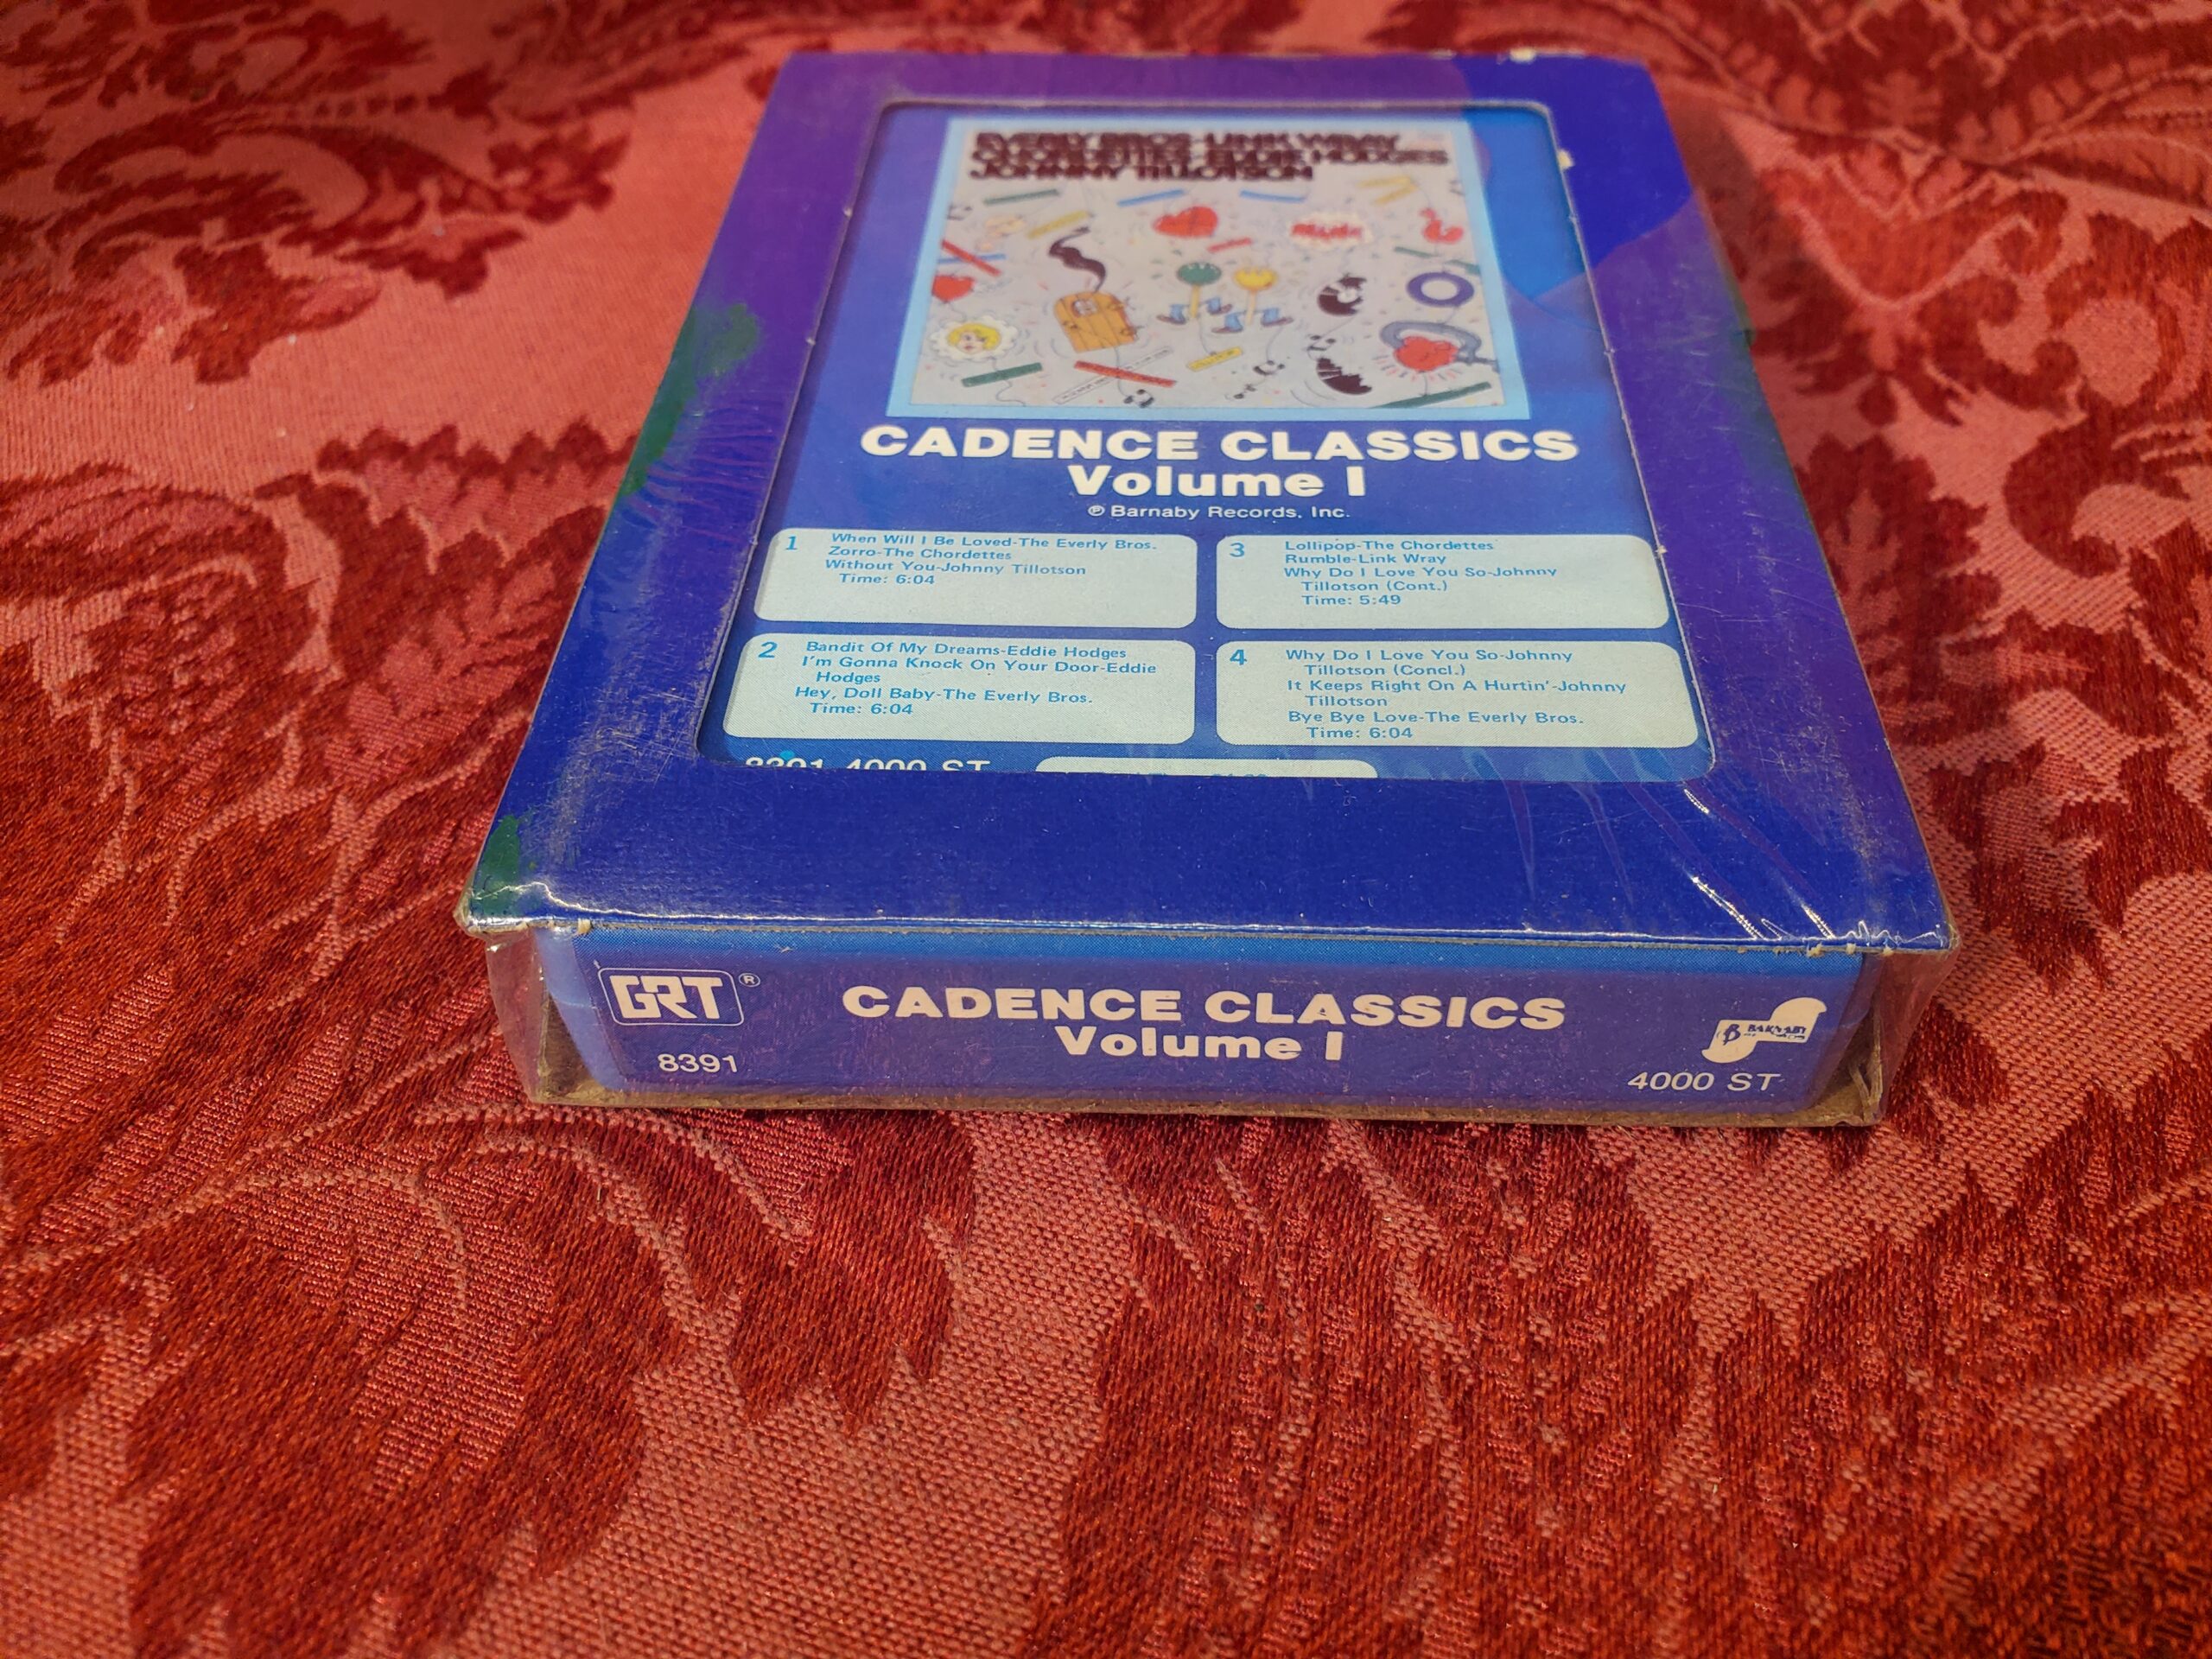 EVERLY BROS · LINK WRAY
CHORDETTES · EDDIE HODGES
JOHNNY TILLOTSON
CADENCE CLASSICS
Volume I
℗ Barnaby Records, Inc.
1 When Will I Be Loved-The Everly Bros.
Zorro-The Chordettes
Without You-Johnny Tillotson
Time: 6:04
2 Bandit Of My Dreams-Eddie Hodges
I'm Gonna Knock On Your Door-Eddie
Hodges
Hey, Doll Baby-The Everly Bros.
Time: 6:04
3 Lollipop-The Chordettes
Rumble-Link Wray
Why Do I Love You So-Johnny
Tillotson (Cont.)
Time: 5:49
4 Why Do I Love You So-Johnny
Tillotson (Concl.)
It Keeps Right On A Hurtin'-Johnny
Tillotson
Bye Bye Love-The Everly Bros.
Time: 6:04
8391 4000 ST
GRT®
CADENCE CLASSICS
Volume I
BARNABY
8391
4000 ST